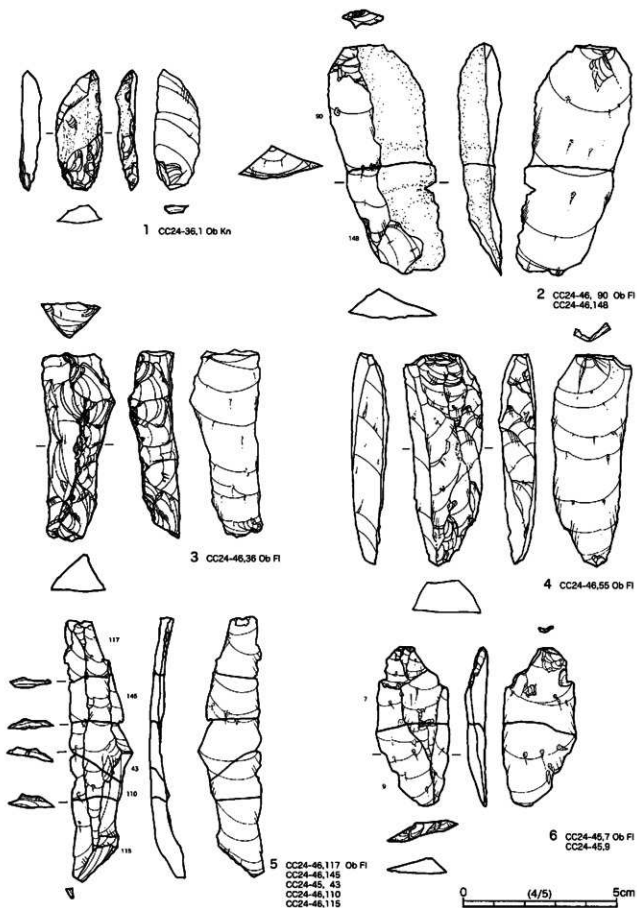 90
148
1 CC24-36,1 Ob Kn
2 CC24-46, 90 Ob Fl
CC24-46,148
3 CC24-46,36 Ob Fl
4 CC24-46,55 Ob Fl
117
145
43
110
115
5 CC24-46,117 Ob Fl
CC24-46,145
CC24-45, 43
CC24-46,110
CC24-46,115
7
9
6 CC24-45,7 Ob Fl
CC24-45,9
0 (4/5) 5cm